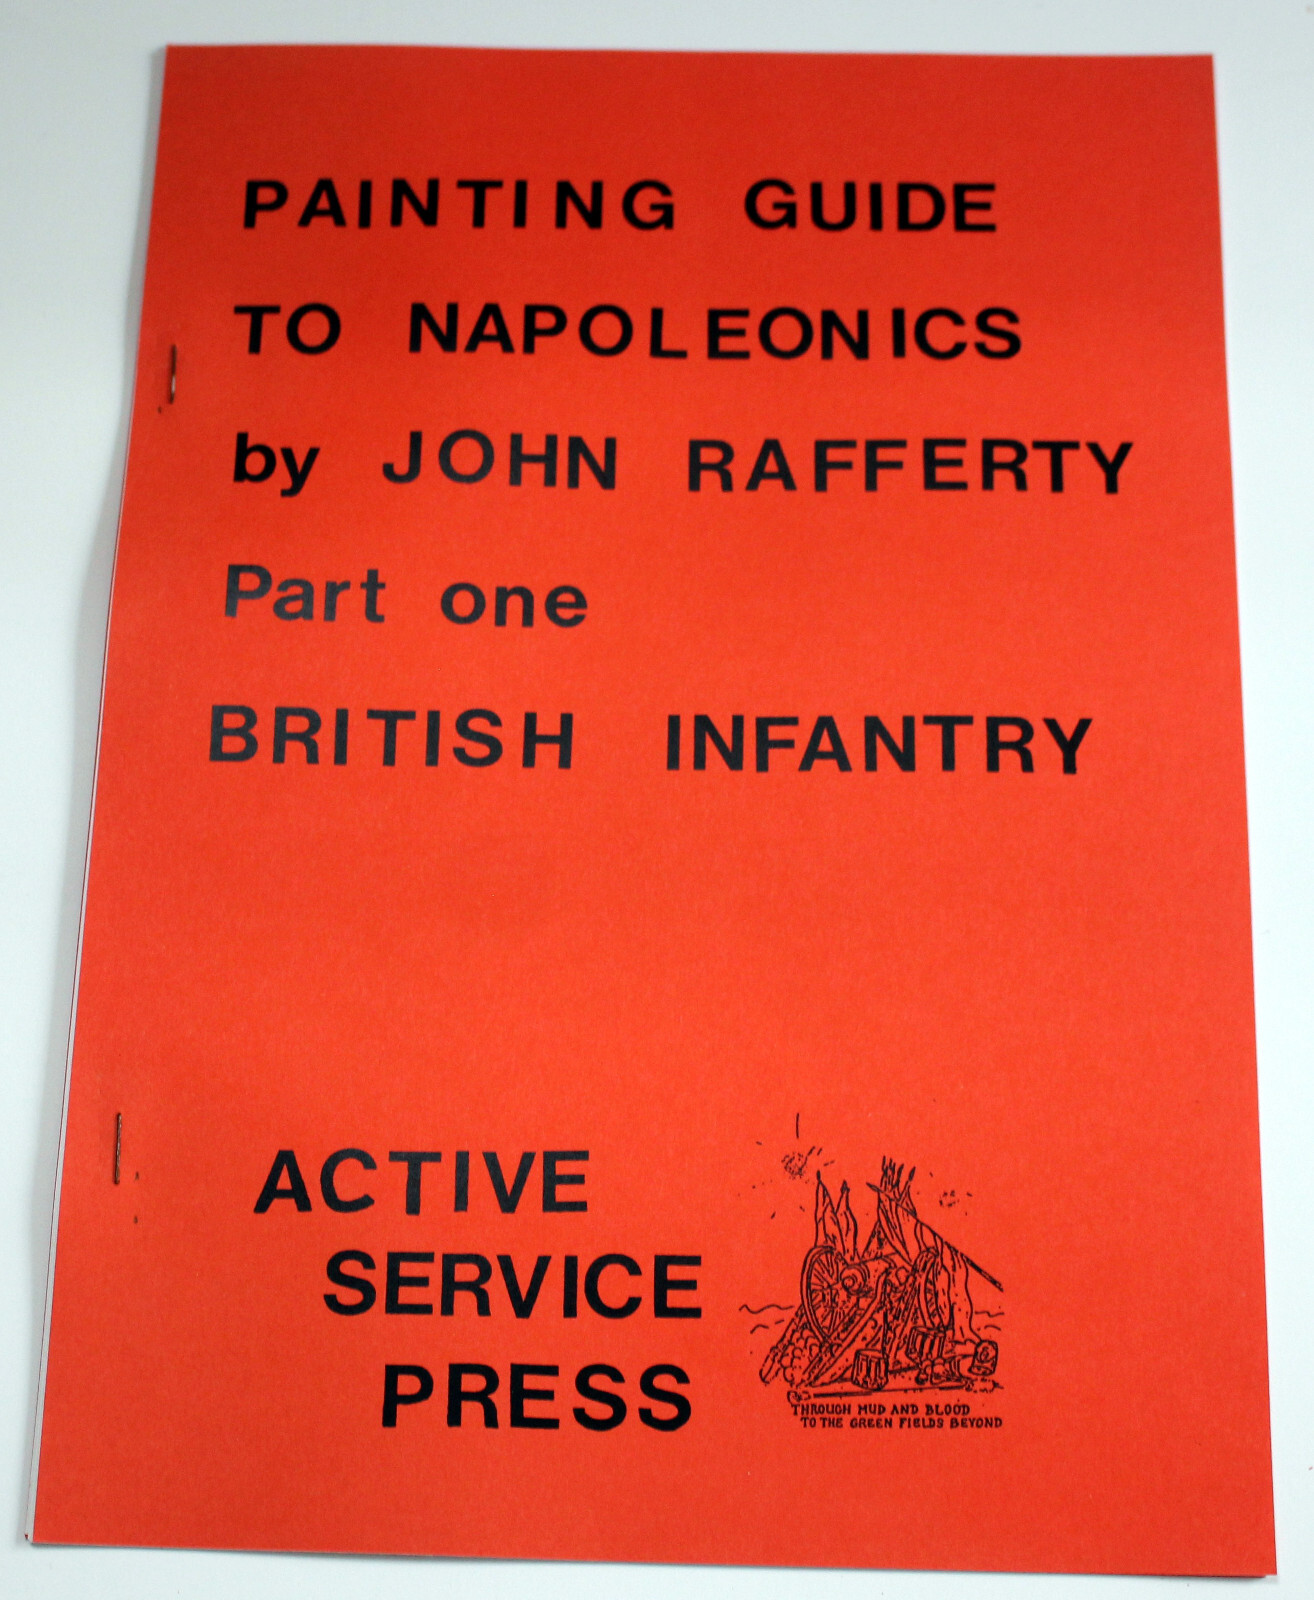 PAINTING GUIDE
TO NAPOLEONICS
by JOHN RAFFERTY
Part one
BRITISH INFANTRY
ACTIVE
SERVICE
PRESS
THROUGH MUD AND BLOOD
TO THE GREEN FIELDS BEYOND